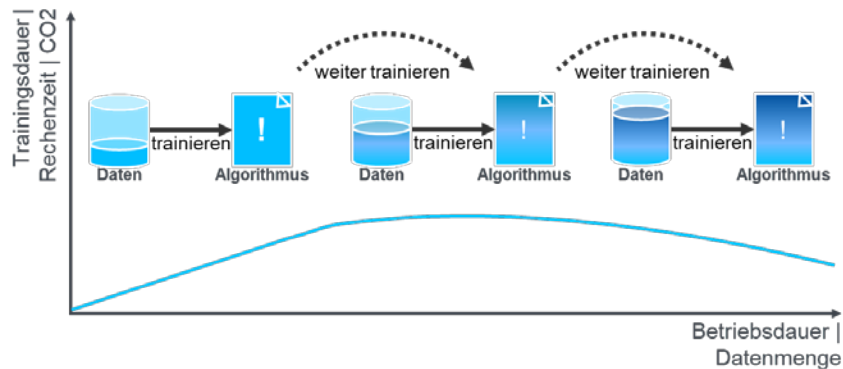 Trainingsdauer |
Rechenzeit | CO2
weiter trainieren
weiter trainieren
! ! !
trainieren trainieren trainieren
Daten Algorithmus Daten Algorithmus Daten Algorithmus
Betriebsdauer |
Datenmenge